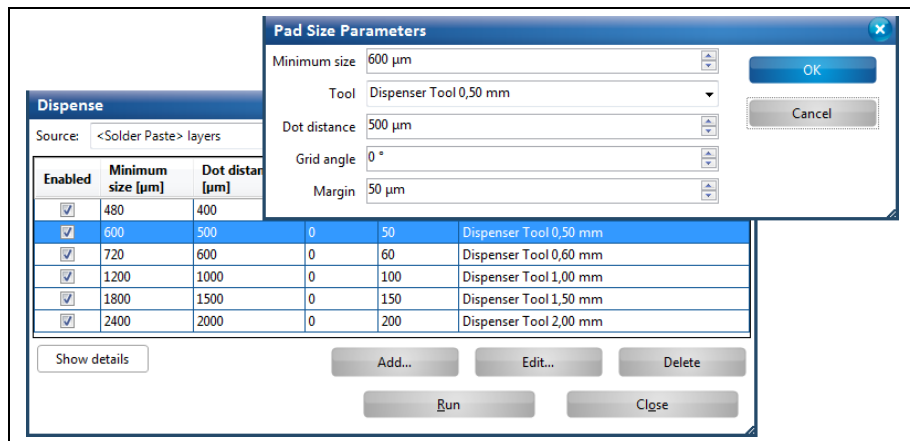 Pad Size Parameters
Minimum size 600 µm
Tool Dispenser Tool 0,50 mm
Dot distance 500 µm
Grid angle 0 °
Margin 50 µm
OK
Cancel
Dispense
Source: <Solder Paste> layers
Enabled Minimum size [µm] Dot distan [µm]
480 400
600 500 0 50 Dispenser Tool 0,50 mm
720 600 0 60 Dispenser Tool 0,60 mm
1200 1000 0 100 Dispenser Tool 1,00 mm
1800 1500 0 150 Dispenser Tool 1,50 mm
2400 2000 0 200 Dispenser Tool 2,00 mm
Show details Add... Edit... Delete
Run Close